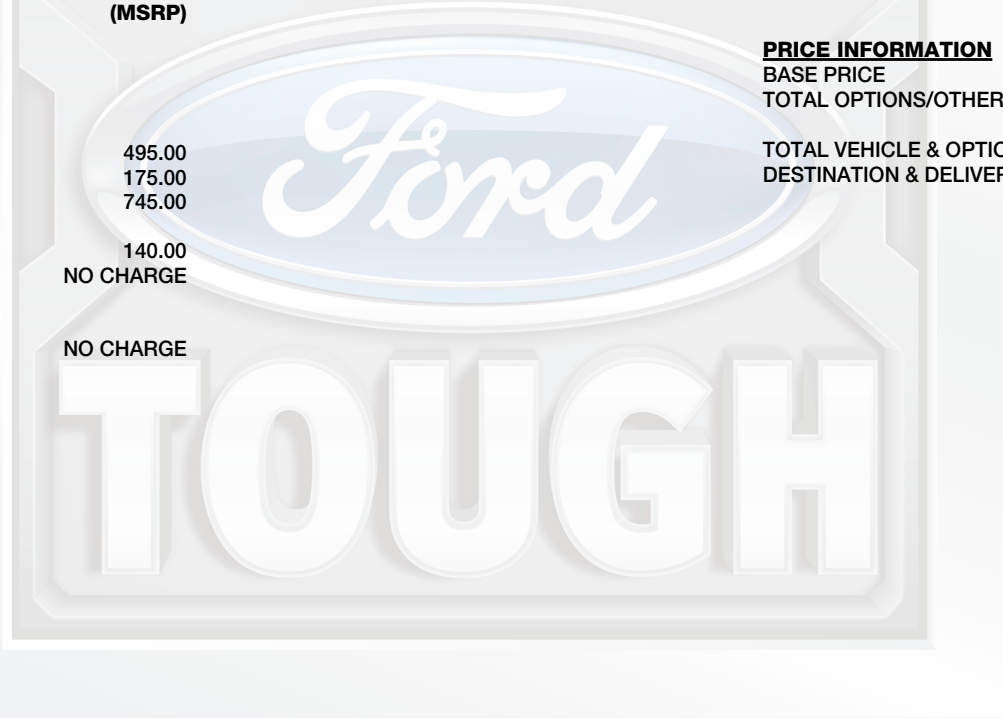 (MSRP)
495.00
175.00
745.00
140.00
NO CHARGE
NO CHARGE
PRICE INFORMATION
BASE PRICE
TOTAL OPTIONS/OTHER
TOTAL VEHICLE & OPTIO
DESTINATION & DELIVER
Ford
TOUGH